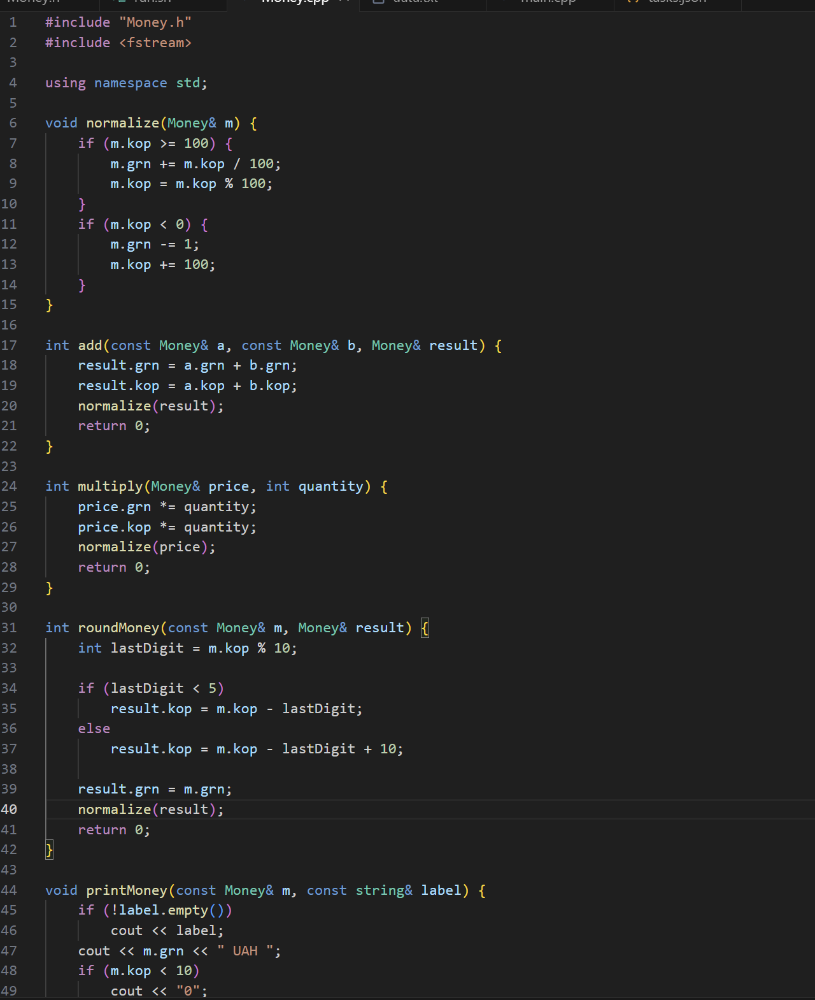 Money.h run.sh Money.cpp data.txt main.cpp {} tasks.json
1 #include "Money.h"
2 #include <fstream>
3
4 using namespace std;
5
6 void normalize(Money& m) {
7     if (m.kop >= 100) {
8         m.grn += m.kop / 100;
9         m.kop = m.kop % 100;
10     }
11     if (m.kop < 0) {
12         m.grn -= 1;
13         m.kop += 100;
14     }
15 }
16
17 int add(const Money& a, const Money& b, Money& result) {
18     result.grn = a.grn + b.grn;
19     result.kop = a.kop + b.kop;
20     normalize(result);
21     return 0;
22 }
23
24 int multiply(Money& price, int quantity) {
25     price.grn *= quantity;
26     price.kop *= quantity;
27     normalize(price);
28     return 0;
29 }
30
31 int roundMoney(const Money& m, Money& result) {
32     int lastDigit = m.kop % 10;
33
34     if (lastDigit < 5)
35         result.kop = m.kop - lastDigit;
36     else
37         result.kop = m.kop - lastDigit + 10;
38
39     result.grn = m.grn;
40     normalize(result);
41     return 0;
42 }
43
44 void printMoney(const Money& m, const string& label) {
45     if (!label.empty())
46         cout << label;
47     cout << m.grn << " UAH ";
48     if (m.kop < 10)
49         cout << "0";